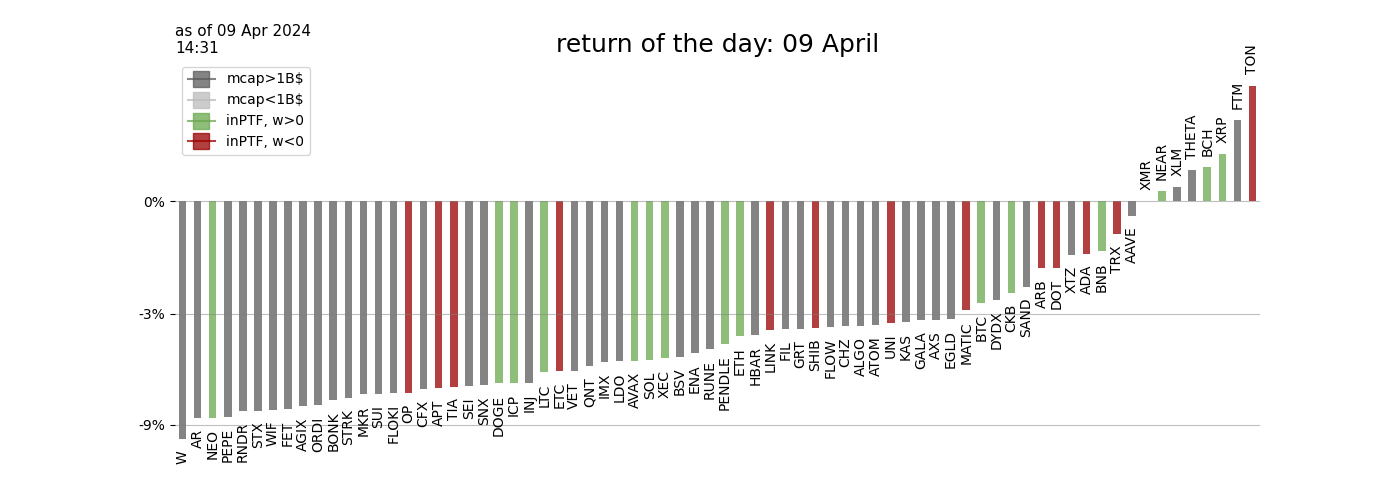 as of 09 Apr 2024
14:31
return of the day: 09 April
mcap>1B$
mcap<1B$
inPTF, w>0
inPTF, w<0
0%
-3%
-9%
W
AR
NEO
PEPE
RNDR
STX
WIF
FET
AGIX
ORDI
BONK
STRK
MKR
SUI
FLOKI
OP
CFX
APT
TIA
SEI
SNX
DOGE
ICP
INJ
LTC
ETC
VET
QNT
IMX
LDO
AVAX
SOL
XEC
BSV
ENA
RUNE
PENDLE
ETH
HBAR
LINK
FIL
GRT
SHIB
FLOW
CHZ
ALGO
ATOM
UNI
KAS
GALA
AXS
EGLD
MATIC
BTC
DYDX
CKB
SAND
ARB
DOT
XTZ
ADA
BNB
TRX
AAVE
XMR
NEAR
XLM
THETA
BCH
XRP
FTM
TON